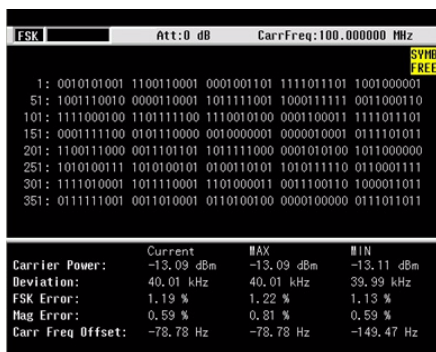 FSK Att:0 dB CarrFreq:100.000000 MHz
SYMB
FREE
1: 0010101001 1100110001 0001001101 1111011101 1001000001
51: 1001110010 0000110001 1011111001 1000111111 0011000110
101: 1111000100 1101111100 1110010100 0001100011 1111110111
151: 0001111100 0101110000 0010000001 0000010001 0111101011
201: 1100111000 0011101101 1011111000 0001010100 1011000000
251: 1010100111 1010100101 0100110101 1010111110 0110001111
301: 1111010001 1011110001 1101000011 0011100110 1000011011
351: 0111111001 0011010001 0110100100 0000100000 0111011011
Current MAX MIN
Carrier Power: -13.09 dBm -13.09 dBm -13.11 dBm
Deviation: 40.01 kHz 40.01 kHz 39.99 kHz
FSK Error: 1.19 % 1.22 % 1.13 %
Mag Error: 0.59 % 0.81 % 0.59 %
Carr Freq Offset: -78.78 Hz -78.78 Hz -149.47 Hz